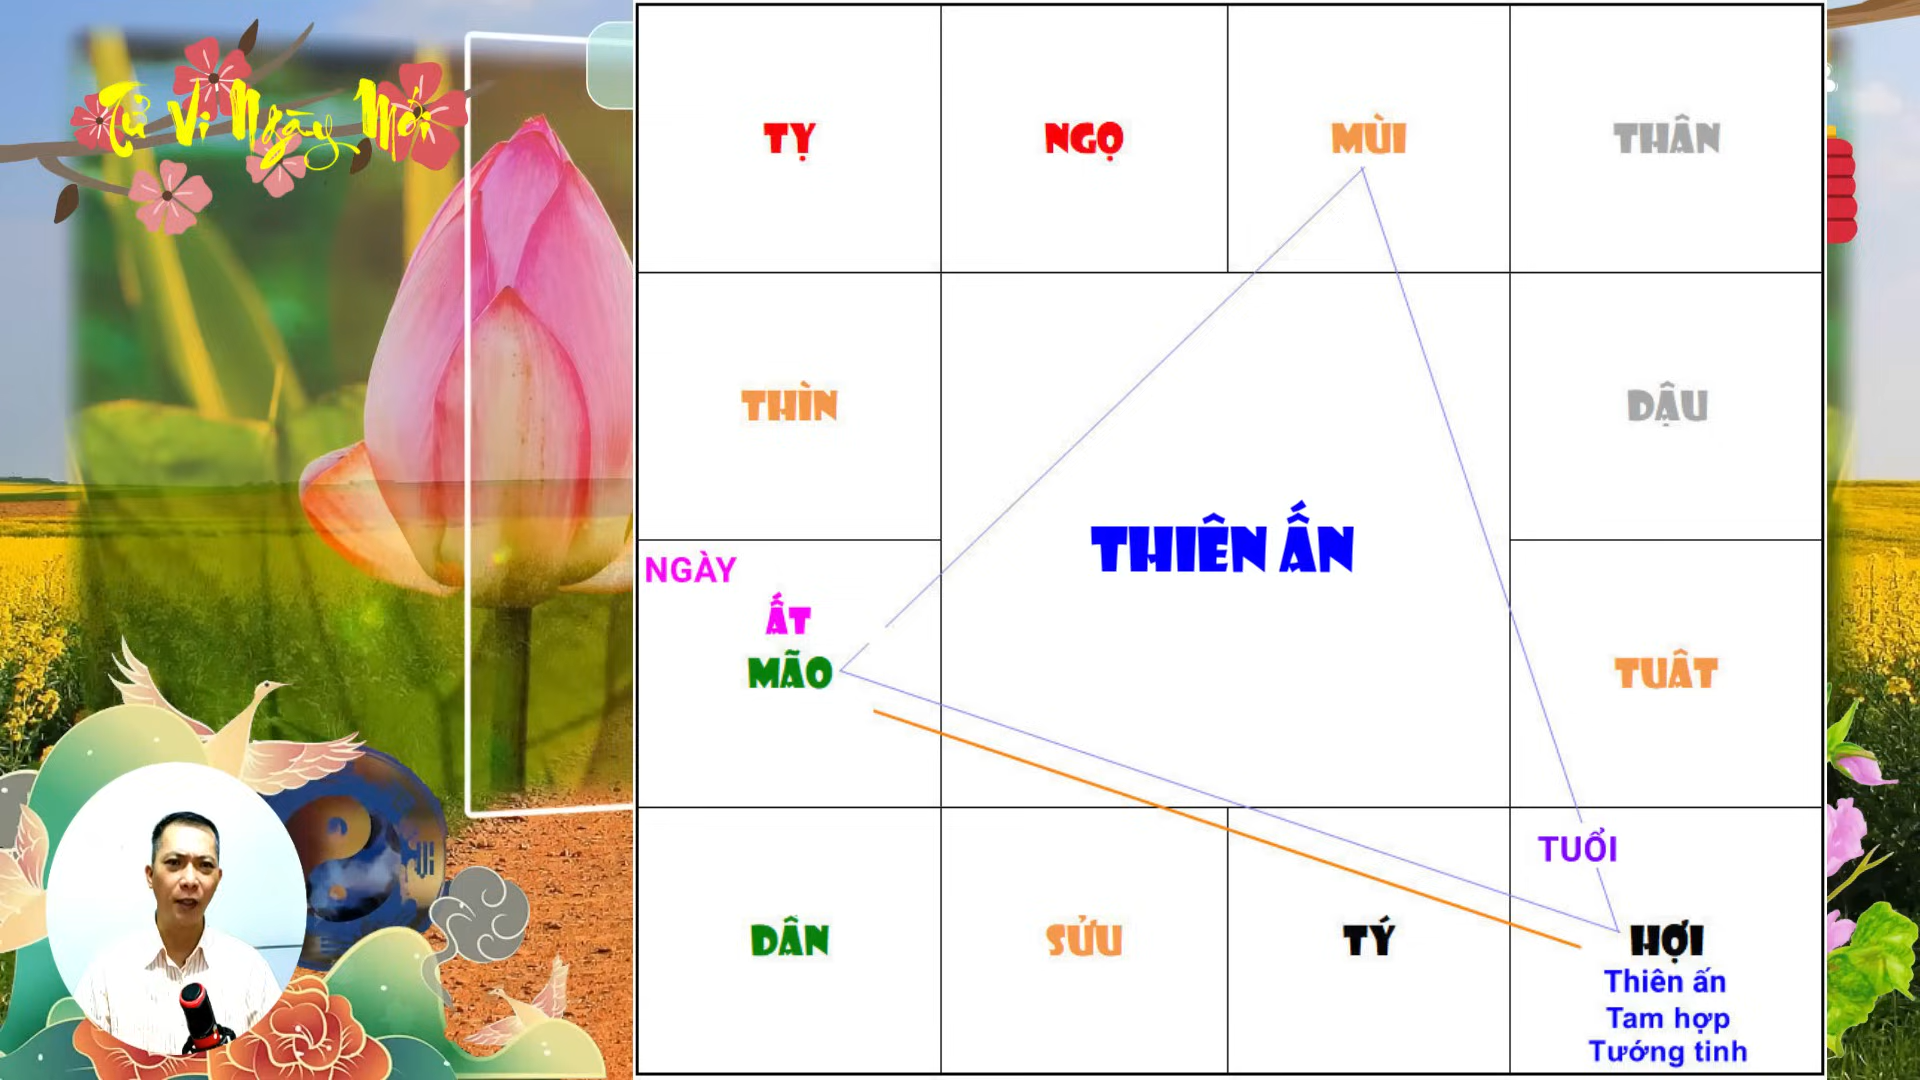 Tử Vi Ngày Mới
TỴ
NGỌ
MÙI
THÂN
THÌN
DẬU
THIÊN ẤN
NGÀY
ẤT
MÃO
TUẤT
DẦN
SỬU
TÝ
TUỔI
HỢI
Thiên ấn
Tam hợp
Tướng tinh